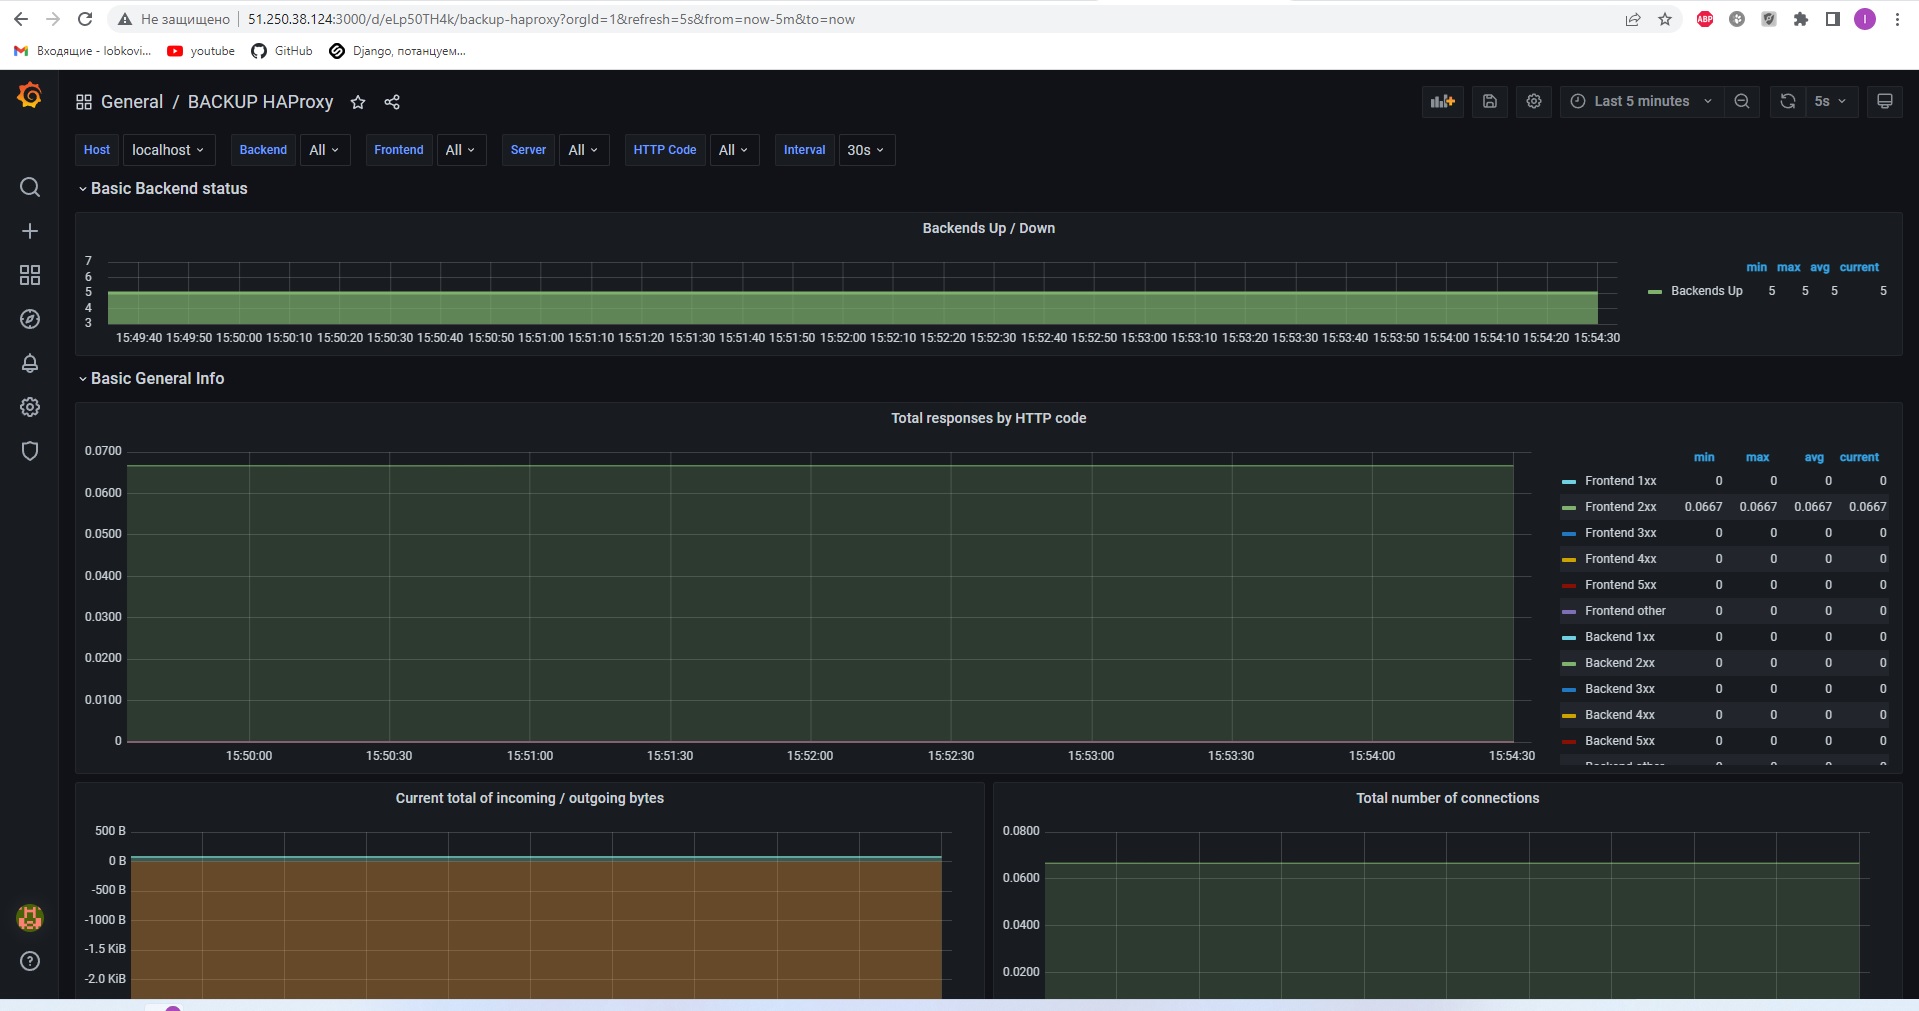 Не защищено 51.250.38.124:3000/d/eLp50TH4k/backup-haproxy?orgId=1&refresh=5s&from=now-5m&to=now
ABP
I
Входящие - lobkovi... youtube GitHub Django, потанцуем...
General / BACKUP HAProxy
Last 5 minutes 5s
Host localhost Backend All Frontend All Server All HTTP Code All Interval 30s
Basic Backend status
Backends Up / Down
7
6
5
4
3
15:49:40 15:49:50 15:50:00 15:50:10 15:50:20 15:50:30 15:50:40 15:50:50 15:51:00 15:51:10 15:51:20 15:51:30 15:51:40 15:51:50 15:52:00 15:52:10 15:52:20 15:52:30 15:52:40 15:52:50 15:53:00 15:53:10 15:53:20 15:53:30 15:53:40 15:53:50 15:54:00 15:54:10 15:54:20 15:54:30
min max avg current
Backends Up 5 5 5 5
Basic General Info
Total responses by HTTP code
0.0700
0.0600
0.0500
0.0400
0.0300
0.0200
0.0100
0
15:50:00 15:50:30 15:51:00 15:51:30 15:52:00 15:52:30 15:53:00 15:53:30 15:54:00 15:54:30
min max avg current
Frontend 1xx 0 0 0 0
Frontend 2xx 0.0667 0.0667 0.0667 0.0667
Frontend 3xx 0 0 0 0
Frontend 4xx 0 0 0 0
Frontend 5xx 0 0 0 0
Frontend other 0 0 0 0
Backend 1xx 0 0 0 0
Backend 2xx 0 0 0 0
Backend 3xx 0 0 0 0
Backend 4xx 0 0 0 0
Backend 5xx 0 0 0 0
Backend other 0 0 0 0
Current total of incoming / outgoing bytes
500 B
0 B
-500 B
-1000 B
-1.5 KiB
-2.0 KiB
Total number of connections
0.0800
0.0600
0.0400
0.0200